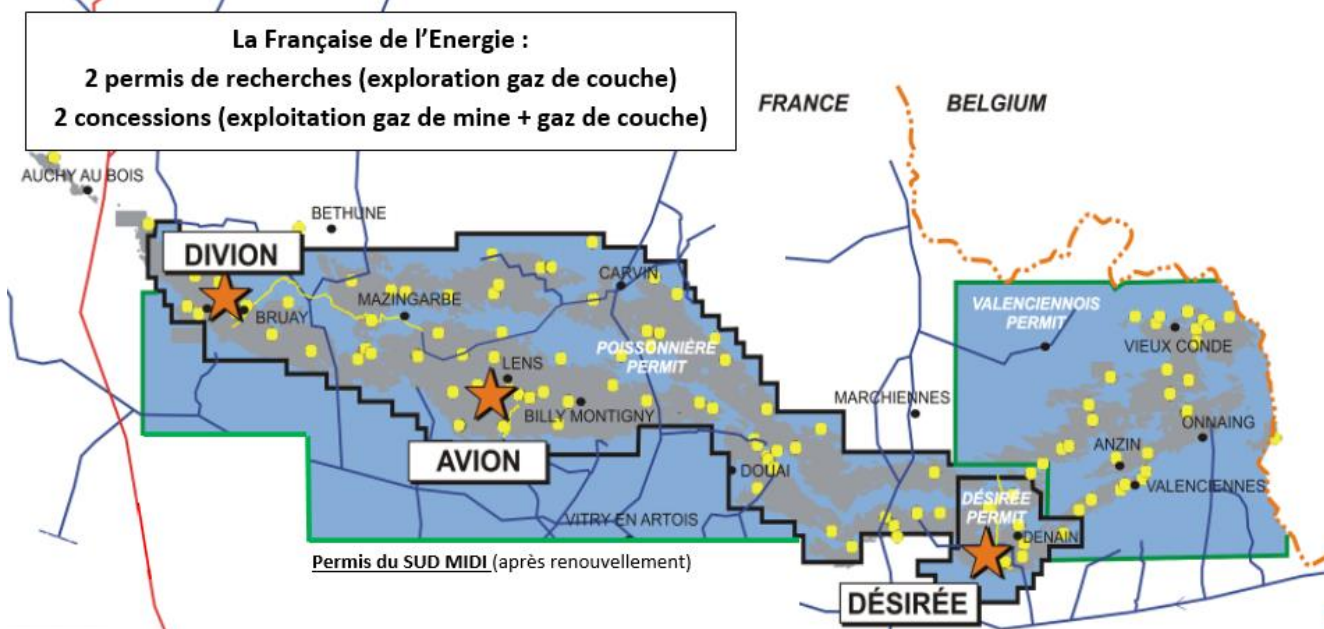 La Française de l'Energie :
2 permis de recherches (exploration gaz de couche)
2 concessions (exploitation gaz de mine + gaz de couche)
FRANCE
BELGIUM
AUCHY AU BOIS
BETHUNE
DIVION
CARVIN
MAZINGARBE
BRUAY
VALENCIENNOIS
PERMIT
VIEUX CONDE
POISSONNIÈRE
PERMIT
LENS
MARCHIENNES
BILLY MONTIGNY
ONNAING
ANZIN
AVION
DOUAI
VALENCIENNES
DÉSIRÉE
PERMIT
VITRY EN ARTOIS
DENAIN
Permis du SUD MIDI (après renouvellement)
DÉSIRÉE